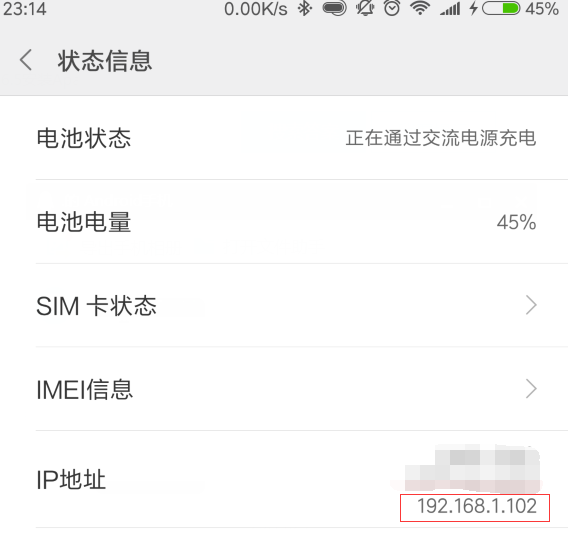 23:14 0.00K/s 45%
状态信息
电池状态 正在通过交流电源充电
电池电量 45%
SIM 卡状态
IMEI信息
IP地址
192.168.1.102